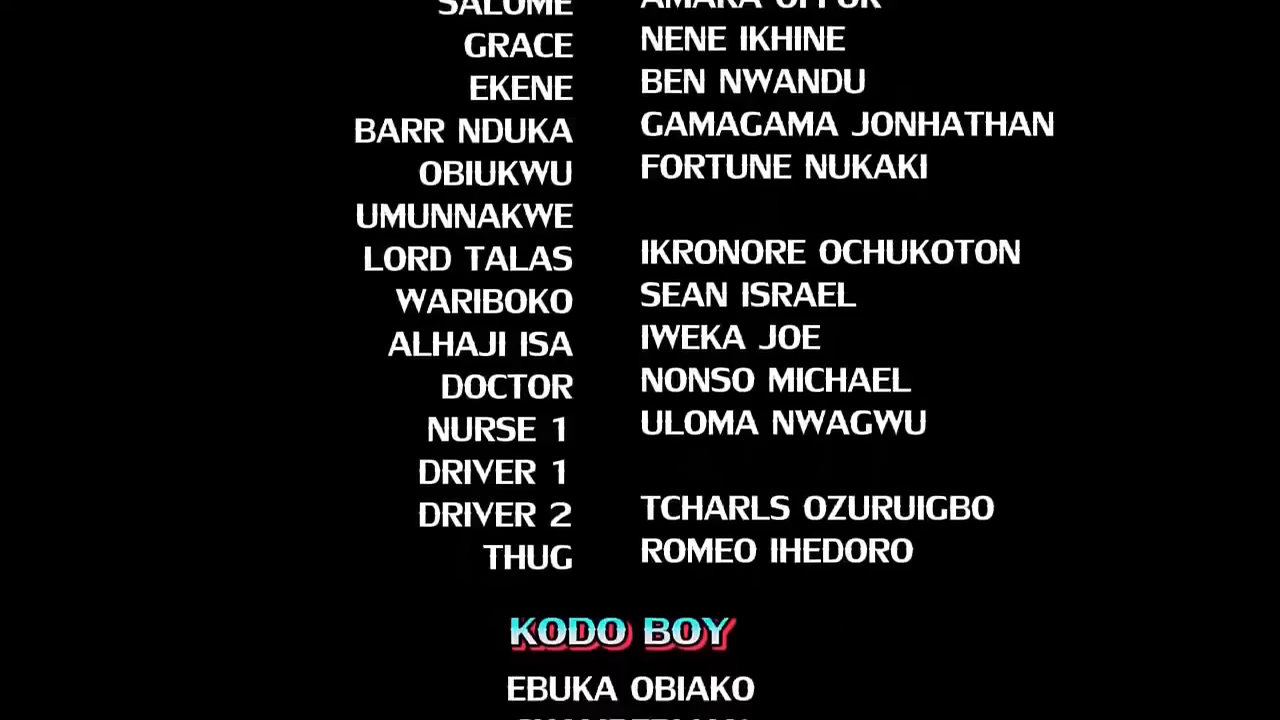 SALOME
GRACE NENE IKHINE
EKENE BEN NWANDU
BARR NDUKA GAMAGAMA JONHATHAN
OBIUKWU FORTUNE NUKAKI
UMUNNAKWE
LORD TALAS IKRONORE OCHUKOTON
WARIBOKO SEAN ISRAEL
ALHAJI ISA IWEKA JOE
DOCTOR NONSO MICHAEL
NURSE 1 ULOMA NWAGWU
DRIVER 1
DRIVER 2 TCHARLS OZURUIGBO
THUG ROMEO IHEDORO
KODO BOY
EBUKA OBIAKO